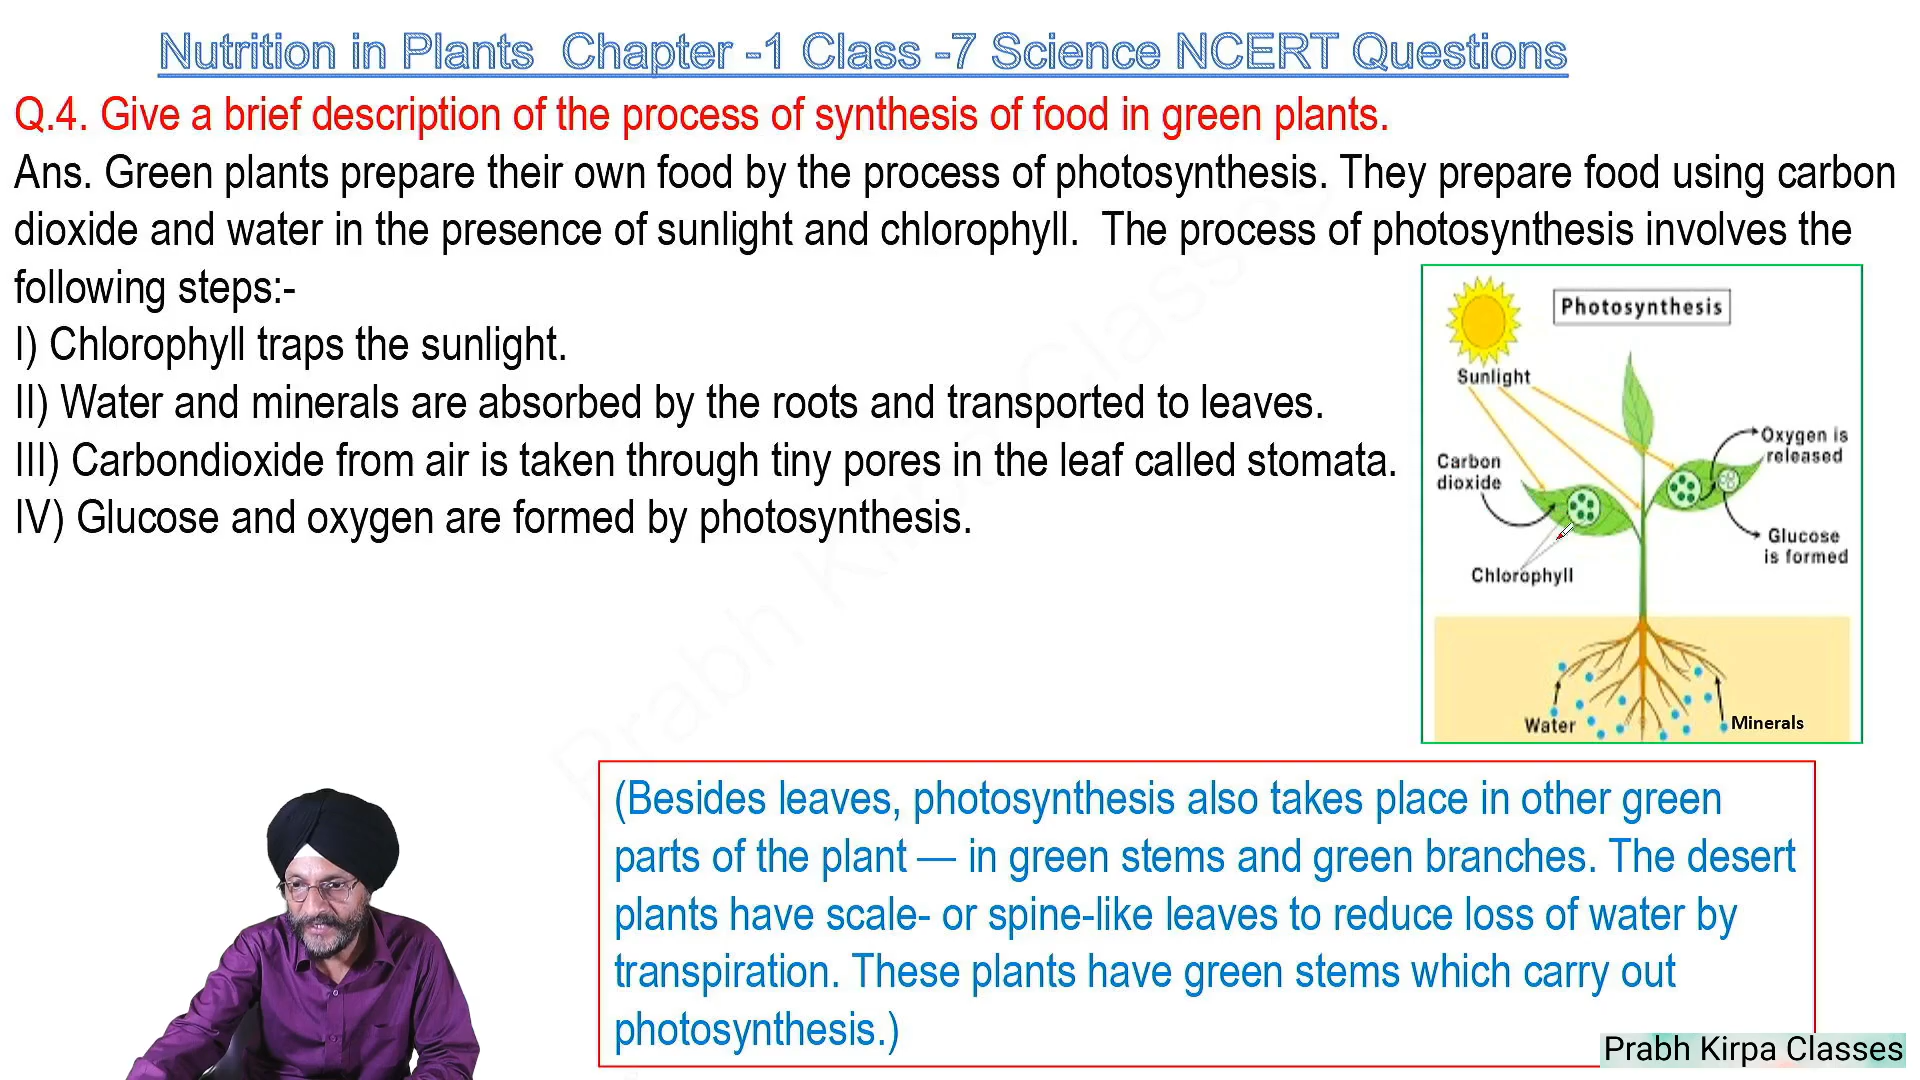 Nutrition in Plants Chapter -1 Class -7 Science NCERT Questions
Q.4. Give a brief description of the process of synthesis of food in green plants.
Ans. Green plants prepare their own food by the process of photosynthesis. They prepare food using carbon
dioxide and water in the presence of sunlight and chlorophyll. The process of photosynthesis involves the
following steps:-
I) Chlorophyll traps the sunlight.
II) Water and minerals are absorbed by the roots and transported to leaves.
III) Carbondioxide from air is taken through tiny pores in the leaf called stomata.
IV) Glucose and oxygen are formed by photosynthesis.
Photosynthesis
Sunlight
Oxygen is
released
Carbon
dioxide
Glucose
is formed
Chlorophyll
Water
Minerals
(Besides leaves, photosynthesis also takes place in other green
parts of the plant — in green stems and green branches. The desert
plants have scale- or spine-like leaves to reduce loss of water by
transpiration. These plants have green stems which carry out
photosynthesis.)
Prabh Kirpa Classes
Prabh Kirpa Classes